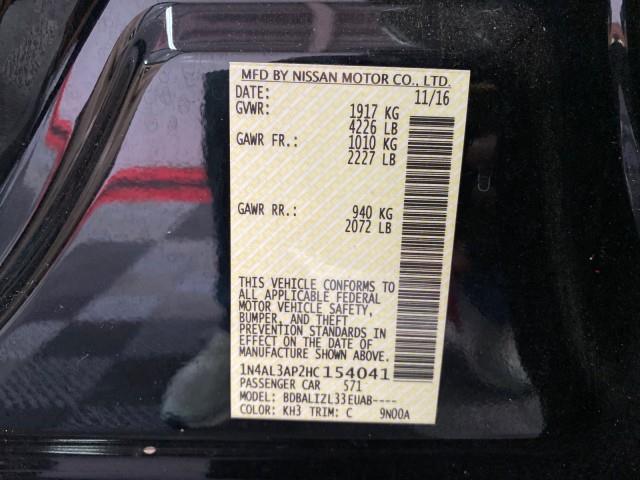 MFD BY NISSAN MOTOR CO., LTD.
DATE: 11/16
GVWR: 1917 KG
4226 LB
GAWR FR.: 1010 KG
2227 LB
GAWR RR.: 940 KG
2072 LB
THIS VEHICLE CONFORMS TO
ALL APPLICABLE FEDERAL
MOTOR VEHICLE SAFETY,
BUMPER, AND THEFT
PREVENTION STANDARDS IN
EFFECT ON THE DATE OF
MANUFACTURE SHOWN ABOVE.
1N4AL3AP2HC154041
PASSENGER CAR 571
MODEL: BDBALIZL33EUAB----
COLOR: KH3 TRIM: C 9N00A